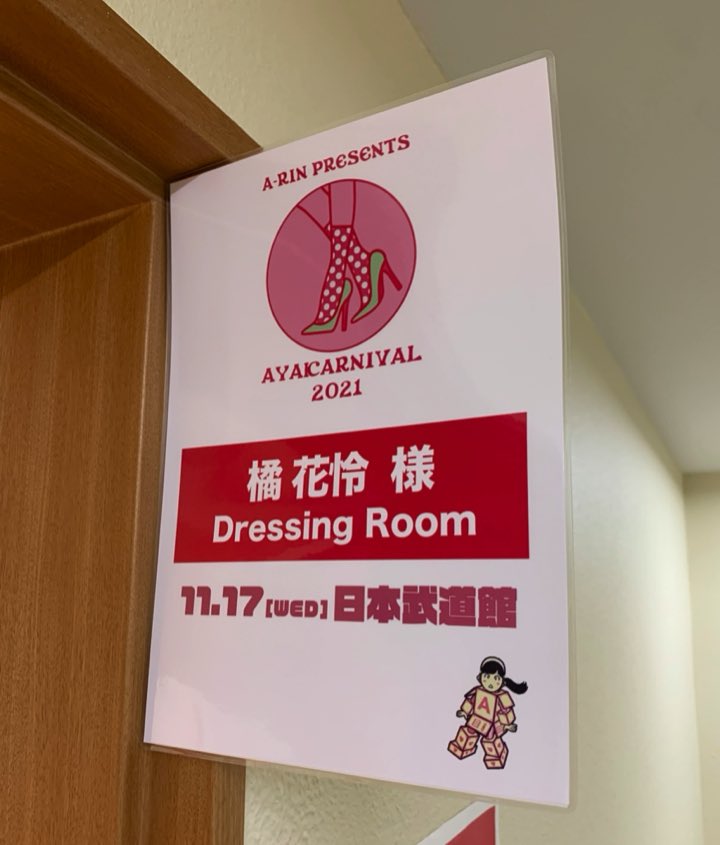 A-RIN PRESENTS
AYAKARNIVAL
2021
橘 花怜 様
Dressing Room
11.17 [WED] 日本武道館
A